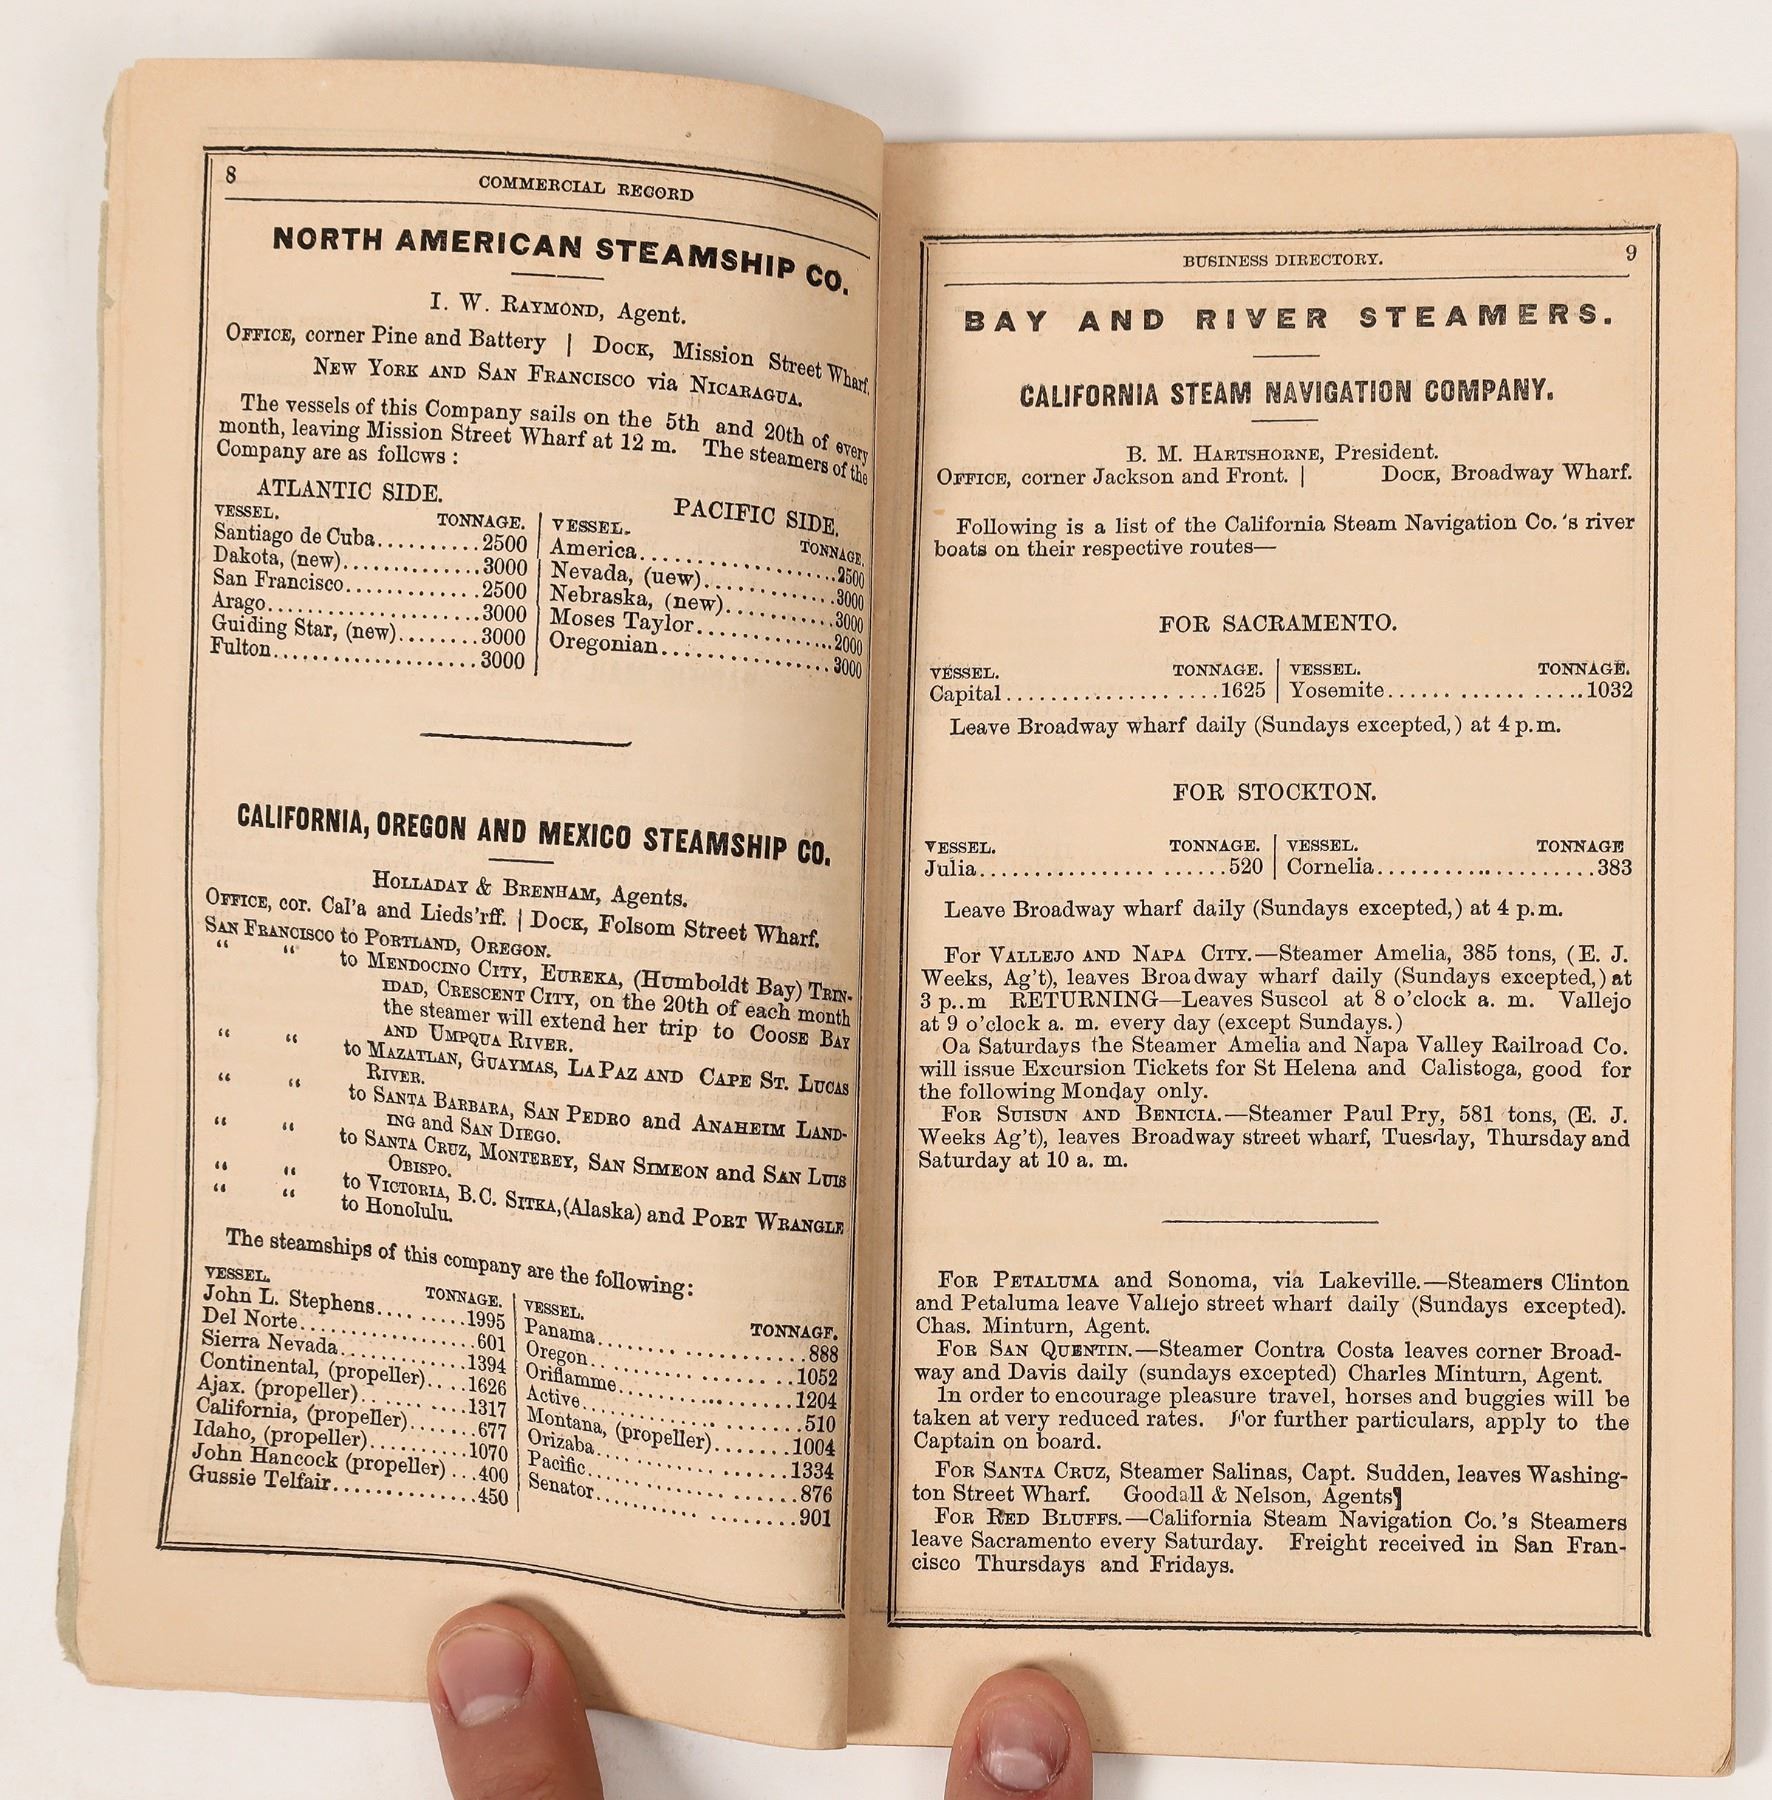 8
COMMERCIAL RECORD
NORTH AMERICAN STEAMSHIP CO.
I. W. RAYMOND, Agent.
OFFICE, corner Pine and Battery | DOCK, Mission Street Wharf.
NEW YORK AND SAN FRANCISCO via NICARAGUA.
The vessels of this Company sails on the 5th and 20th of every
month, leaving Mission Street Wharf at 12 m. The steamers of the
Company are as follcws :
ATLANTIC SIDE.
VESSEL. TONNAGE.
Santiago de Cuba..........2500
Dakota, (new)..............3000
San Francisco.............2500
Arago.....................3000
Guiding Star, (new)........3000
Fulton.....................3000
PACIFIC SIDE.
VESSEL. TONNAGE.
America.....................2500
Nevada, (uew)...............3000
Nebraska, (new).............3000
Moses Taylor................2000
Oregonian...................3000
CALIFORNIA, OREGON AND MEXICO STEAMSHIP CO.
HOLLADAY & BRENHAM, Agents.
OFFICE, cor. Cal'a and Lieds'rff. | DOCK, Folsom Street Wharf.
SAN FRANCISCO to PORTLAND, OREGON.
" " to MENDOCINO CITY, EUREKA, (Humboldt Bay) TRIN-
IDAD, CRESCENT CITY, on the 20th of each month
the steamer will extend her trip to COOSE BAY
AND UMPQUA RIVER.
" " to MAZATLAN, GUAYMAS, LA PAZ AND CAPE ST. LUCAS
RIVER.
" " to SANTA BARBARA, SAN PEDRO and ANAHEIM LAND-
ING and SAN DIEGO.
" " to SANTA CRUZ, MONTEREY, SAN SIMEON and SAN LUIS
OBISPO.
" " to VICTORIA, B.C. SITKA,(Alaska) and PORT WRANGLE
" " to Honolulu.
The steamships of this company are the following:
VESSEL. TONNAGE.
John L. Stephens.... .....1995
Del Norte...................601
Sierra Nevada..............1394
Continental, (propeller)....1626
Ajax. (propeller)..........1317
California, (propeller).......677
Idaho, (propeller)..........1070
John Hancock (propeller) ...400
Gussie Telfair..............450
VESSEL. TONNAGE.
Panama....................888
Oregon...................1052
Oriflamme................1204
Active....................510
Montana, (propeller).......1004
Orizaba..................1334
Pacific...................876
Senator...................901
BUSINESS DIRECTORY. 9
BAY AND RIVER STEAMERS.
CALIFORNIA STEAM NAVIGATION COMPANY.
B. M. HARTSHORNE, President.
OFFICE, corner Jackson and Front. | DOCK, Broadway Wharf.
Following is a list of the California Steam Navigation Co. 's river
boats on their respective routes—
FOR SACRAMENTO.
VESSEL. TONNAGE. | VESSEL. TONNAGE.
Capital....................1625 | Yosemite...... ................1032
Leave Broadway wharf daily (Sundays excepted,) at 4 p.m.
FOR STOCKTON.
VESSEL. TONNAGE. | VESSEL. TONNAGE
Julia......................520 | Cornelia......................383
Leave Broadway wharf daily (Sundays excepted,) at 4 p.m.
For VALLEJO AND NAPA CITY.—Steamer Amelia, 385 tons, (E. J.
Weeks, Ag't), leaves Broadway wharf daily (Sundays excepted,) at
3 p..m RETURNING—Leaves Suscol at 8 o'clock a. m. Vallejo
at 9 o'clock a. m. every day (except Sundays.)
Oa Saturdays the Steamer Amelia and Napa Valley Railroad Co.
will issue Excursion Tickets for St Helena and Calistoga, good for
the following Monday only.
FOR SUISUN AND BENICIA.—Steamer Paul Pry, 581 tons, (E. J.
Weeks Ag't), leaves Broadway street wharf, Tuesday, Thursday and
Saturday at 10 a. m.
FOR PETALUMA and Sonoma, via Lakeville.—Steamers Clinton
and Petaluma leave Vallejo street wharf daily (Sundays excepted).
Chas. Minturn, Agent.
FOR SAN QUENTIN.—Steamer Contra Costa leaves corner Broad-
way and Davis daily (sundays excepted) Charles Minturn, Agent.
In order to encourage pleasure travel, horses and buggies will be
taken at very reduced rates. For further particulars, apply to the
Captain on board.
FOR SANTA CRUZ, Steamer Salinas, Capt. Sudden, leaves Washing-
ton Street Wharf. Goodall & Nelson, Agents¶
FOR RED BLUFFS.—California Steam Navigation Co.'s Steamers
leave Sacramento every Saturday. Freight received in San Fran-
cisco Thursdays and Fridays.